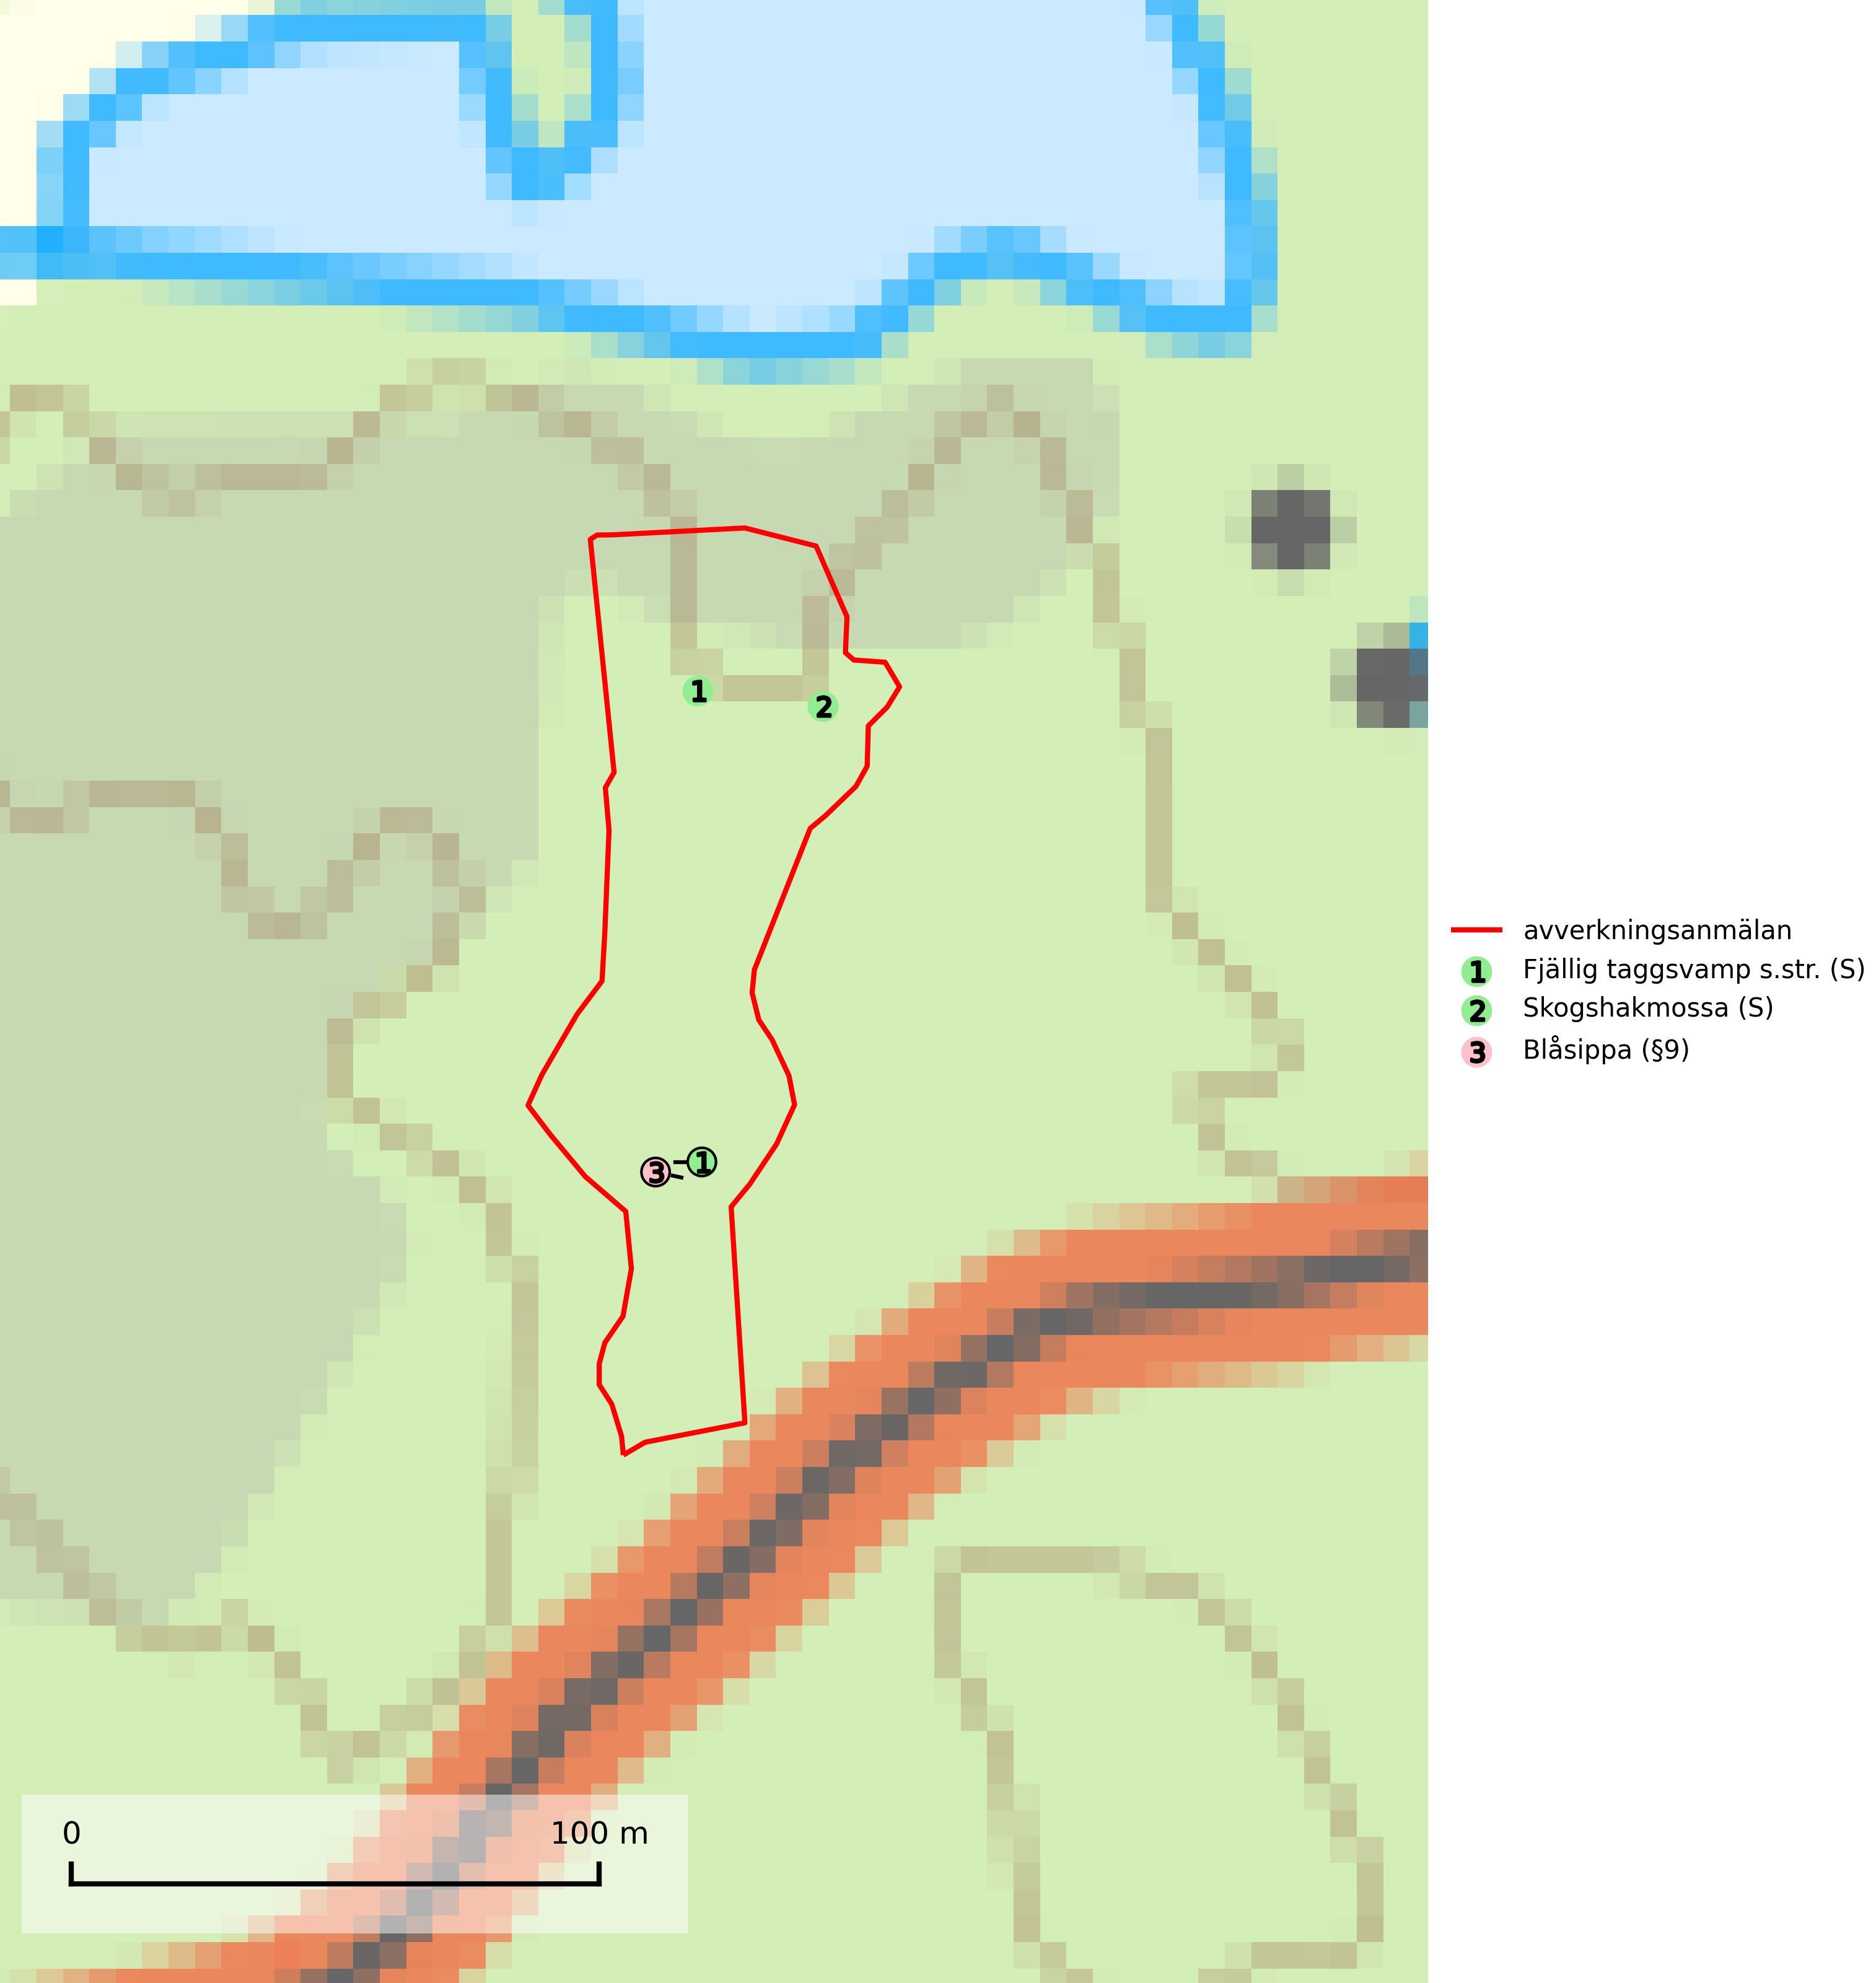 1
2
3 1
avverkningsanmälan
1 Fjällig taggsvamp s.str. (S)
2 Skogshakmossa (S)
3 Blåsippa (§9)
0 100 m